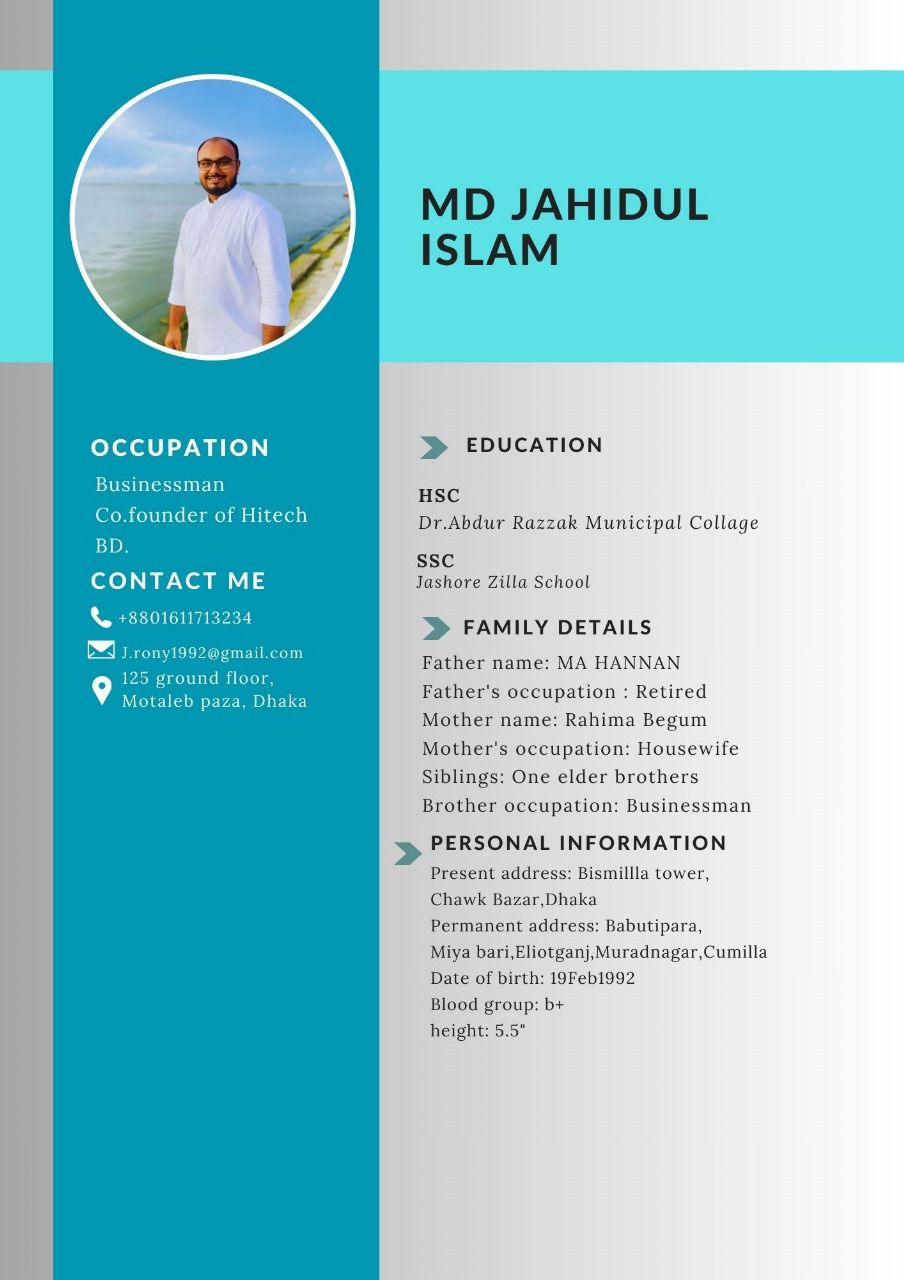 MD JAHIDUL
ISLAM
OCCUPATION
Businessman
Co.founder of Hitech
BD.
CONTACT ME
+8801611713234
J.rony1992@gmail.com
125 ground floor,
Motaleb paza, Dhaka
EDUCATION
HSC
Dr.Abdur Razzak Municipal Collage
SSC
Jashore Zilla School
FAMILY DETAILS
Father name: MA HANNAN
Father's occupation : Retired
Mother name: Rahima Begum
Mother's occupation: Housewife
Siblings: One elder brothers
Brother occupation: Businessman
PERSONAL INFORMATION
Present address: Bismillla tower,
Chawk Bazar,Dhaka
Permanent address: Babutipara,
Miya bari,Eliotganj,Muradnagar,Cumilla
Date of birth: 19Feb1992
Blood group: b+
height: 5.5"